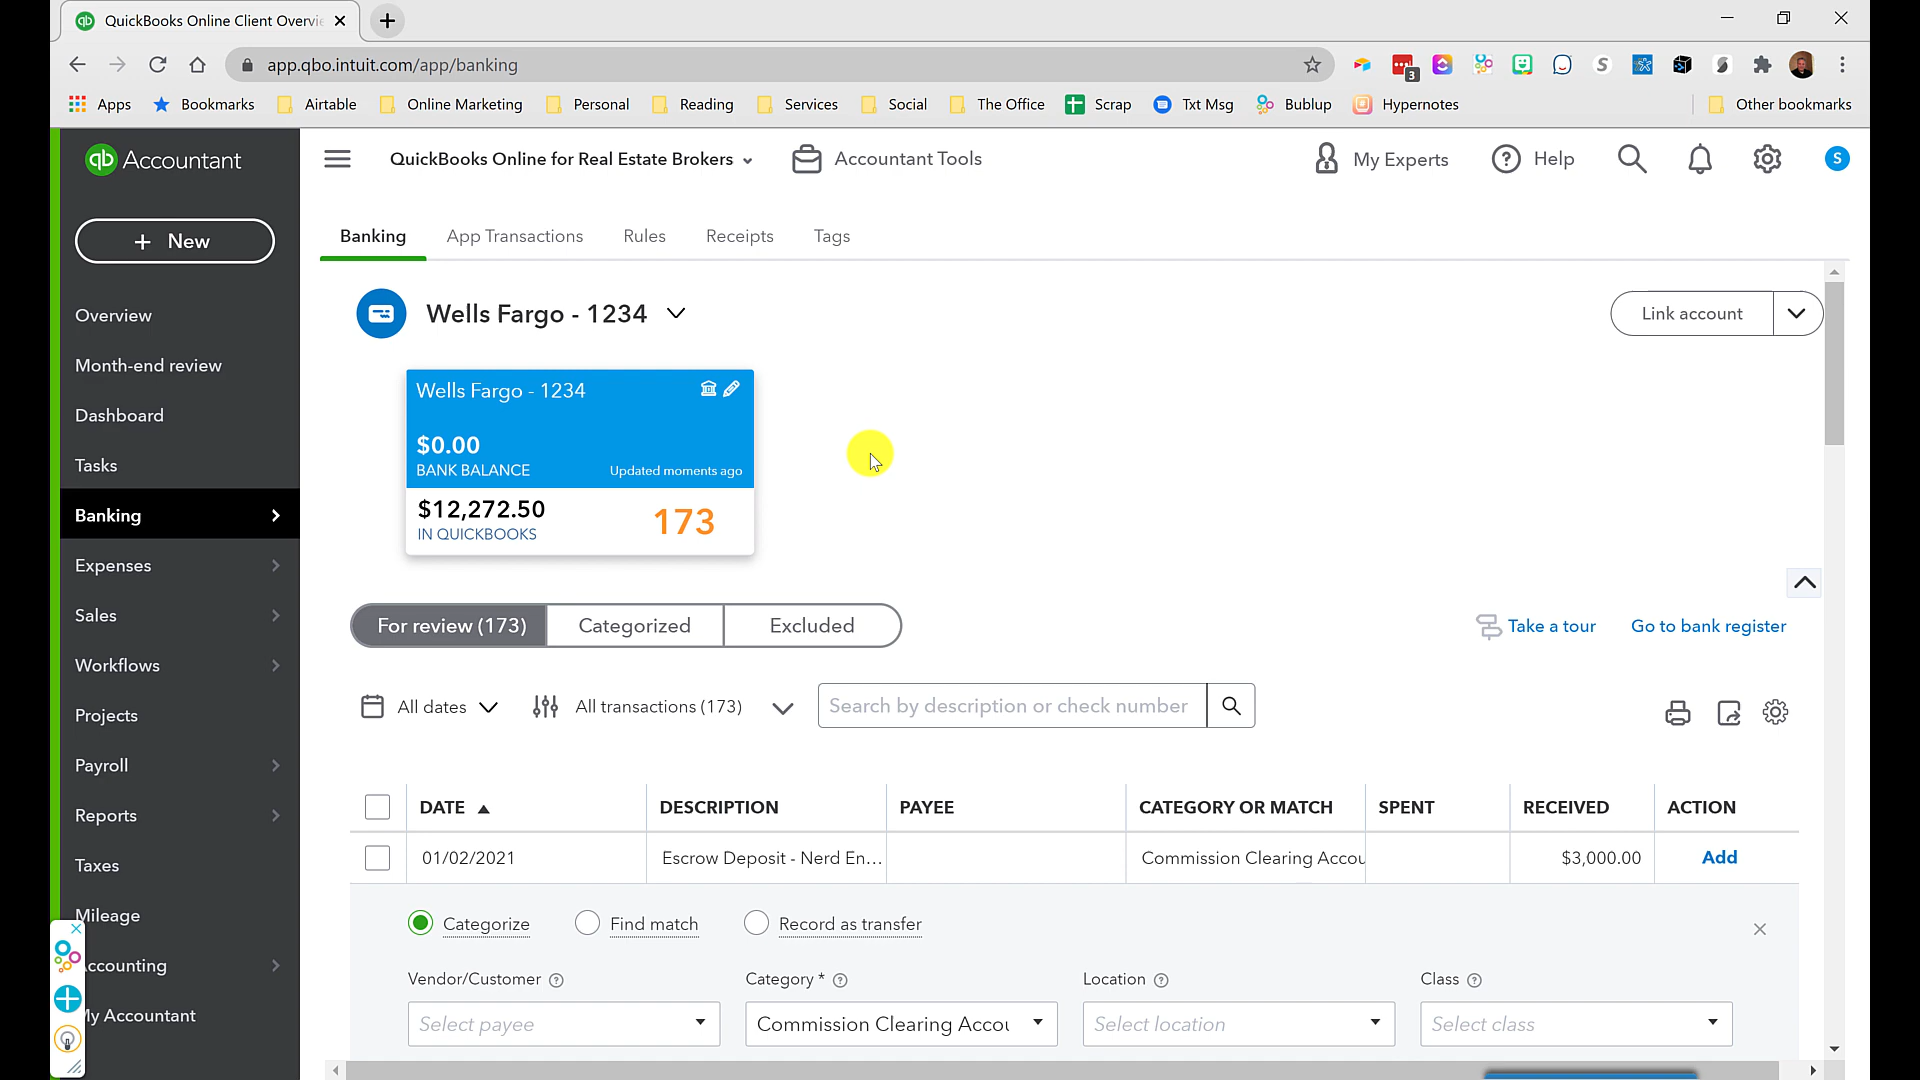 QuickBooks Online Client Overvi
app.qbo.intuit.com/app/banking
3
Apps Bookmarks Airtable Online Marketing Personal Reading Services Social The Office Scrap Txt Msg Bublup Hypernotes Other bookmarks
qb Accountant
QuickBooks Online for Real Estate Brokers
Accountant Tools
My Experts
Help
S
+ New
Overview
Month-end review
Dashboard
Tasks
Banking
Expenses
Sales
Workflows
Projects
Payroll
Reports
Taxes
Mileage
ccounting
y Accountant
Banking App Transactions Rules Receipts Tags
Wells Fargo - 1234
Link account
Wells Fargo - 1234
$0.00
BANK BALANCE Updated moments ago
$12,272.50
IN QUICKBOOKS
173
For review (173) Categorized Excluded
Take a tour Go to bank register
All dates All transactions (173) Search by description or check number
DATE DESCRIPTION PAYEE CATEGORY OR MATCH SPENT RECEIVED ACTION
01/02/2021 Escrow Deposit - Nerd En... Commission Clearing Accou $3,000.00 Add
Categorize Find match Record as transfer
Vendor/Customer Category * Location Class
Select payee Commission Clearing Accou Select location Select class